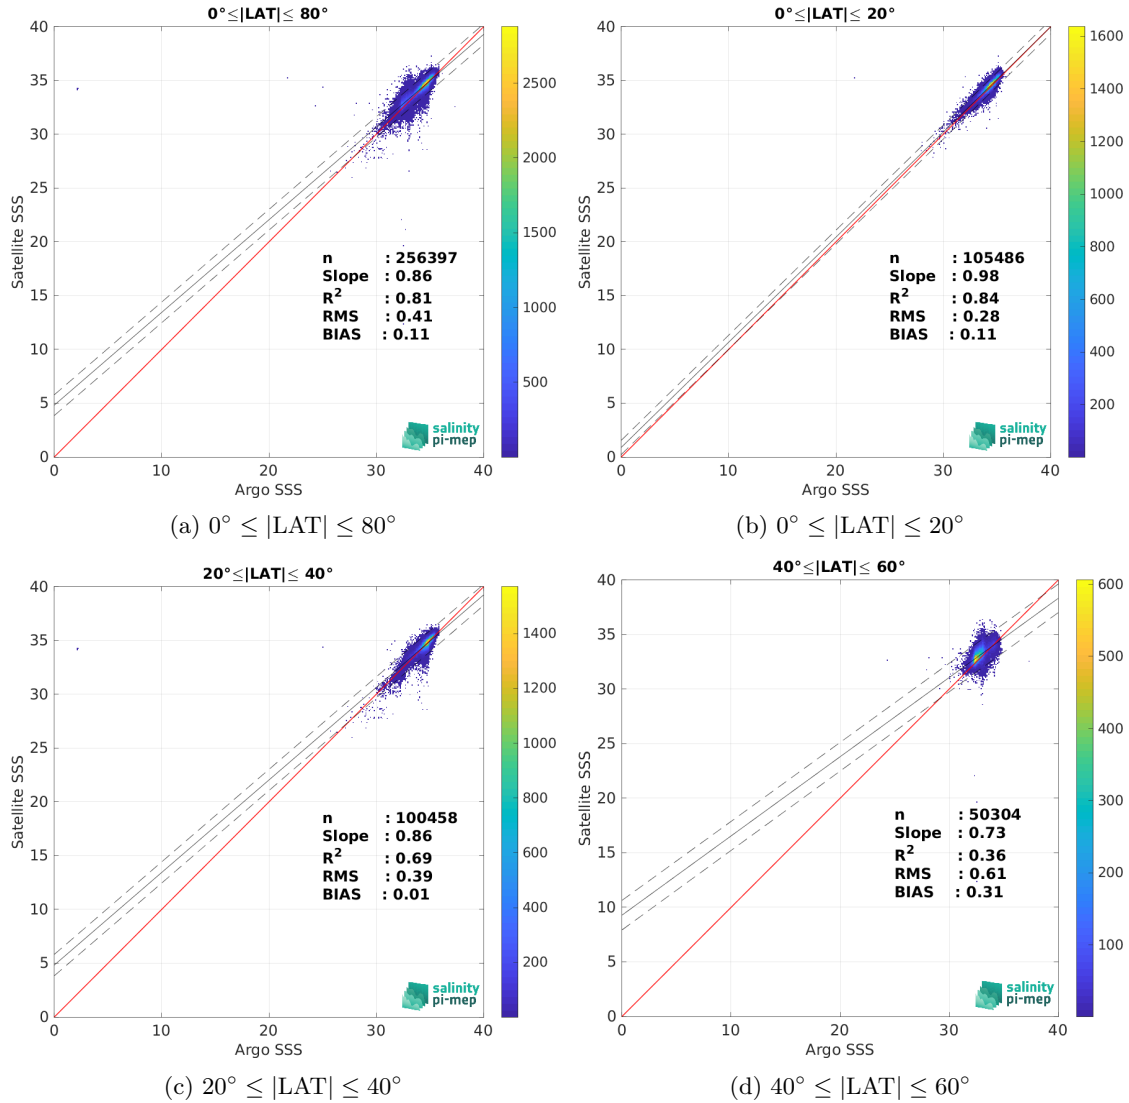 0°≤|LAT|≤ 80°
40
35
30
25
20
15
10
5
0
Satellite SSS
0
10
20
30
40
Argo SSS
n : 256397
Slope : 0.86
R² : 0.81
RMS : 0.41
BIAS : 0.11
salinity
pi-mep
2500
2000
1500
1000
500
(a) 0° ≤ |LAT| ≤ 80°
0°≤|LAT|≤ 20°
40
35
30
25
20
15
10
5
0
Satellite SSS
0
10
20
30
40
Argo SSS
n : 105486
Slope : 0.98
R² : 0.84
RMS : 0.28
BIAS : 0.11
salinity
pi-mep
1600
1400
1200
1000
800
600
400
200
(b) 0° ≤ |LAT| ≤ 20°
20°≤|LAT|≤ 40°
40
35
30
25
20
15
10
5
0
Satellite SSS
0
10
20
30
40
Argo SSS
n : 100458
Slope : 0.86
R² : 0.69
RMS : 0.39
BIAS : 0.01
salinity
pi-mep
1400
1200
1000
800
600
400
200
(c) 20° ≤ |LAT| ≤ 40°
40°≤|LAT|≤ 60°
40
35
30
25
20
15
10
5
0
Satellite SSS
0
10
20
30
40
Argo SSS
n : 50304
Slope : 0.73
R² : 0.36
RMS : 0.61
BIAS : 0.31
salinity
pi-mep
600
500
400
300
200
100
(d) 40° ≤ |LAT| ≤ 60°